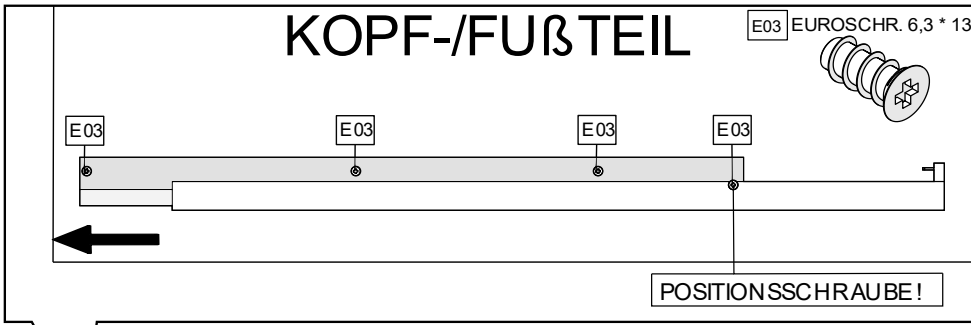 KOPF-/FUßTEIL
E03 EUROSCHR. 6,3 * 13
E03 E03 E03 E03
POSITIONSSCHRAUBE!